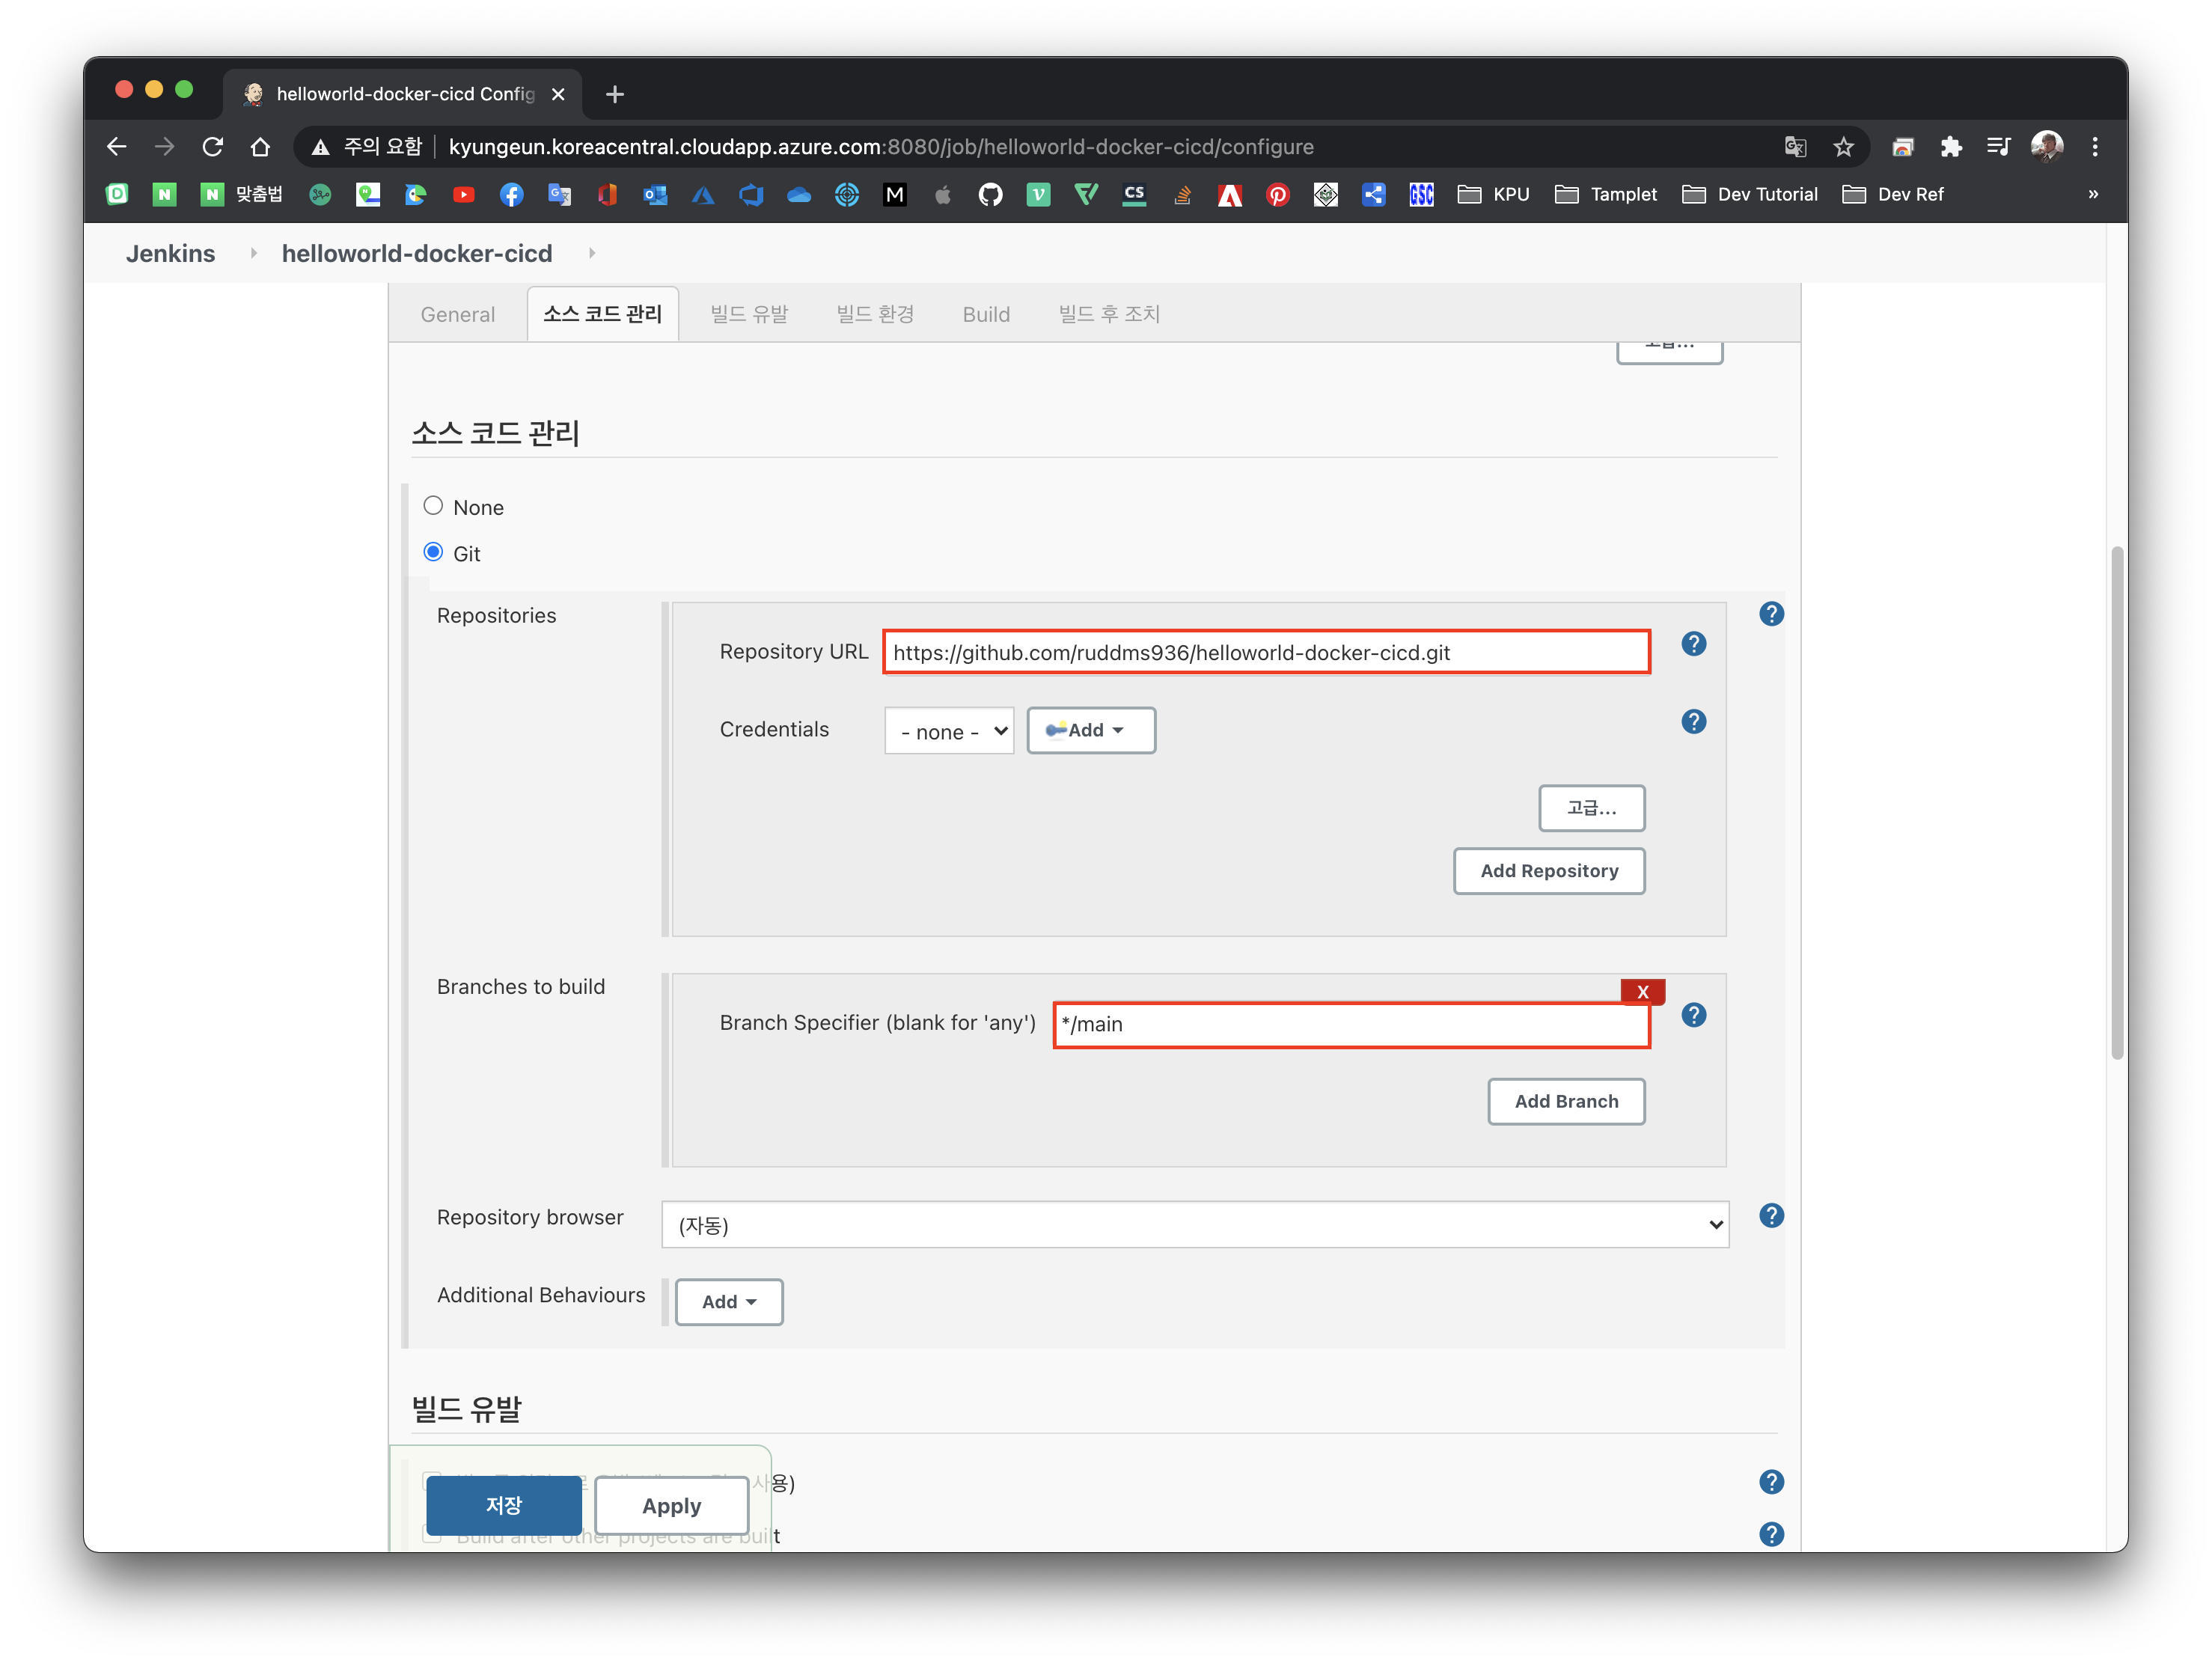 helloworld-docker-cicd Config
주의 요함 kyungeun.koreacentral.cloudapp.azure.com:8080/job/helloworld-docker-cicd/configure
맞춤법 KPU Tamplet Dev Tutorial Dev Ref »
Jenkins helloworld-docker-cicd
General 소스 코드 관리 빌드 유발 빌드 환경 Build 빌드 후 조치
고급...
소스 코드 관리
None
Git
Repositories
Repository URL https://github.com/ruddms936/helloworld-docker-cicd.git
Credentials - none - Add
고급...
Add Repository
Branches to build
X
Branch Specifier (blank for 'any') */main
Add Branch
Repository browser (자동)
Additional Behaviours Add
빌드 유발
사용)
저장 Apply
Build after other projects are built